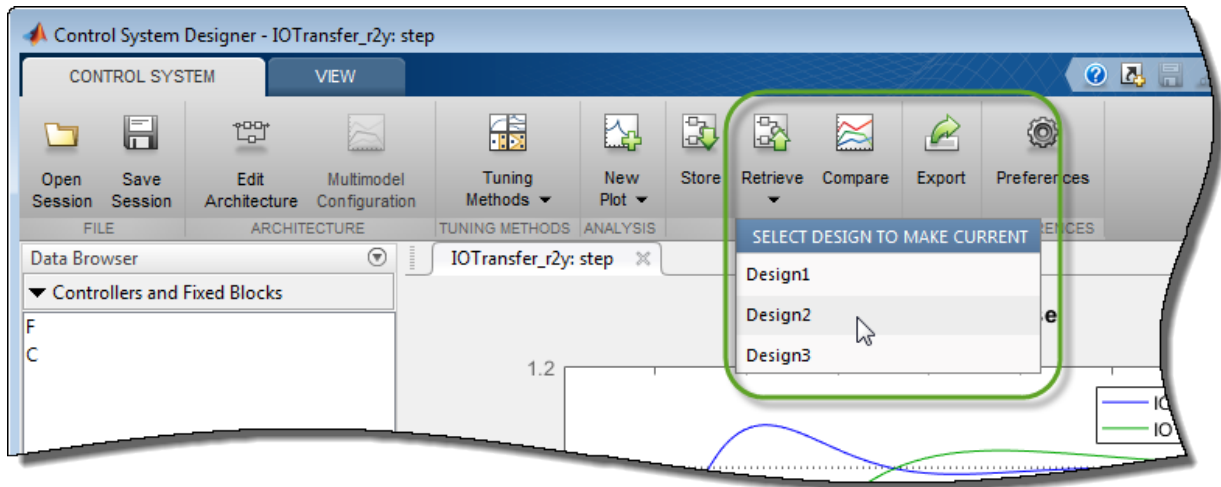 Control System Designer - IOTransfer_r2y: step
CONTROL SYSTEM
VIEW
Open Session
Save Session
Edit Architecture
Multimodel Configuration
Tuning Methods
New Plot
Store
Retrieve
Compare
Export
Preferences
FILE
ARCHITECTURE
TUNING METHODS
ANALYSIS
SELECT DESIGN TO MAKE CURRENT
Design1
Design2
Design3
Data Browser
Controllers and Fixed Blocks
F
C
IOTransfer_r2y: step
1.2